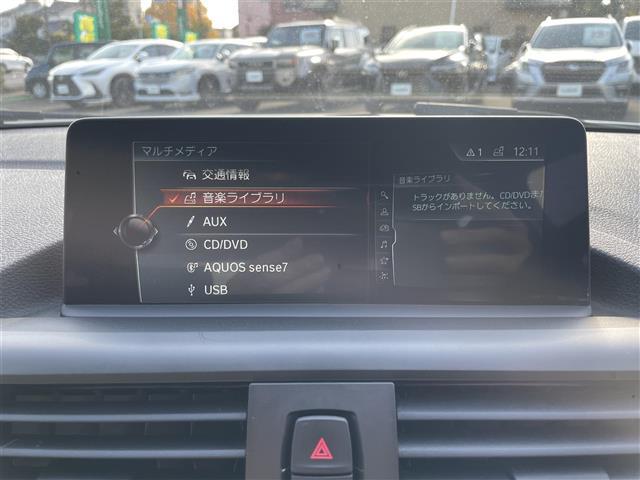 マルチメディア
1 12:11
交通情報
音楽ライブラリ
AUX
CD/DVD
AQUOS sense7
USB
音楽ライブラリ
トラックがありません。CD/DVDま
SBからインポートしてください。